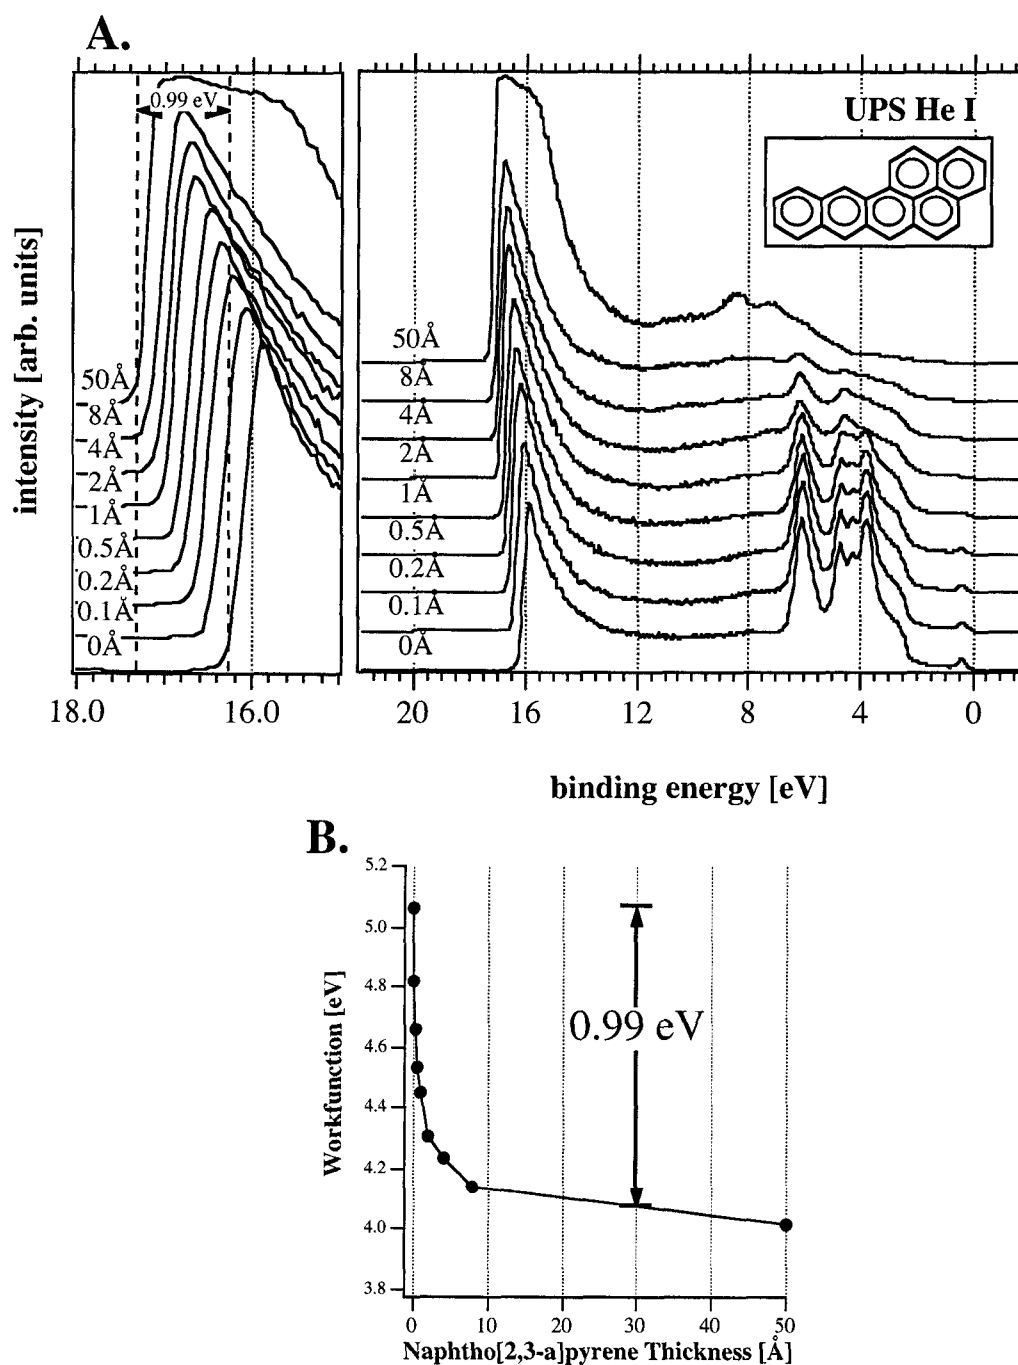 A.
0.99 eV
UPS He I
intensity [arb. units]
50Å
8Å
4Å
2Å
1Å
0.5Å
0.2Å
0.1Å
0Å
50Å
8Å
4Å
2Å
1Å
0.5Å
0.2Å
0.1Å
0Å
18.0 16.0
20 16 12 8 4 0
binding energy [eV]
B.
5.2
5.0
4.8
4.6
4.4
4.2
4.0
3.8
Workfunction [eV]
0.99 eV
0 10 20 30 40 50
Naphtho[2,3-a]pyrene Thickness [Å]